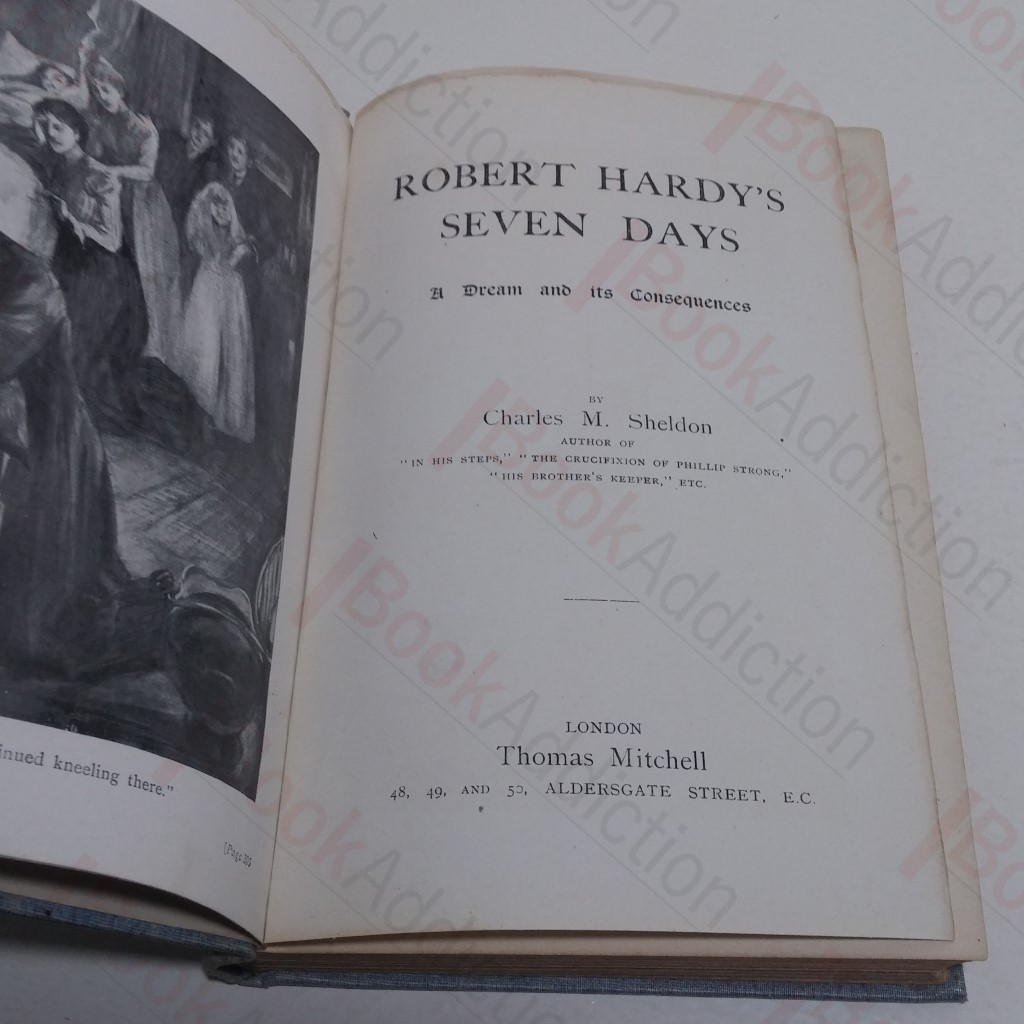 inued kneeling there."
[Page
ROBERT HARDY'S
SEVEN DAYS
A Dream and its Consequences
BY
Charles M. Sheldon
AUTHOR OF
"IN HIS STEPS," "THE CRUCIFIXION OF PHILLIP STRONG,"
"HIS BROTHER'S KEEPER," ETC.
LONDON
Thomas Mitchell
48, 49, AND 50, ALDERSGATE STREET, E.C.
BookAddiction